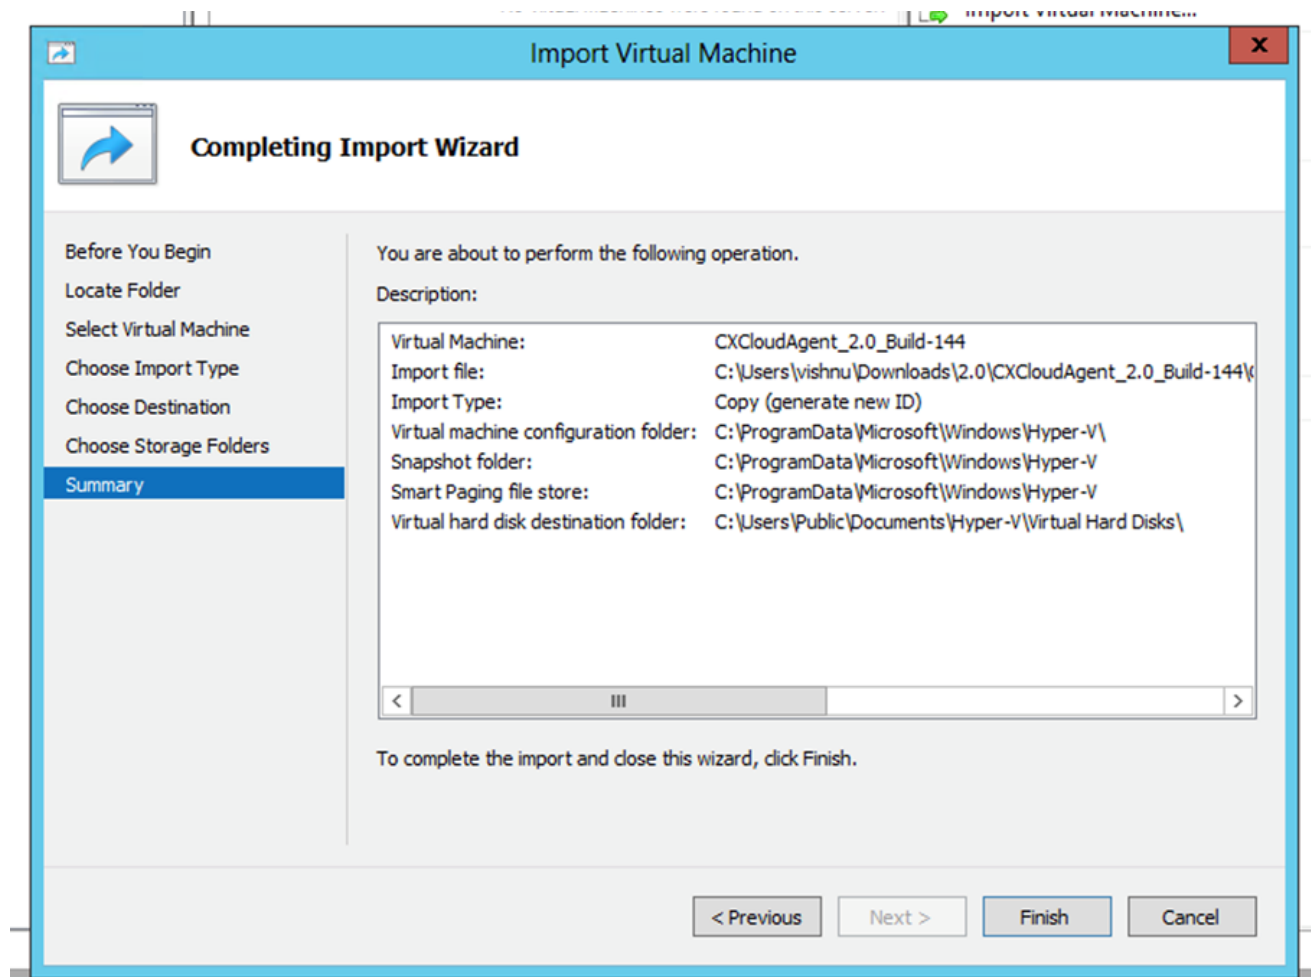 Import Virtual Machine...
Import Virtual Machine
x
Completing Import Wizard
Before You Begin
Locate Folder
Select Virtual Machine
Choose Import Type
Choose Destination
Choose Storage Folders
Summary
You are about to perform the following operation.
Description:
Virtual Machine: CXCloudAgent_2.0_Build-144
Import file: C:\Users\vishnu\Downloads\2.0\CXCloudAgent_2.0_Build-144\
Import Type: Copy (generate new ID)
Virtual machine configuration folder: C:\ProgramData\Microsoft\Windows\Hyper-V\
Snapshot folder: C:\ProgramData\Microsoft\Windows\Hyper-V
Smart Paging file store: C:\ProgramData\Microsoft\Windows\Hyper-V
Virtual hard disk destination folder: C:\Users\Public\Documents\Hyper-V\Virtual Hard Disks\
To complete the import and close this wizard, click Finish.
< Previous
Next >
Finish
Cancel